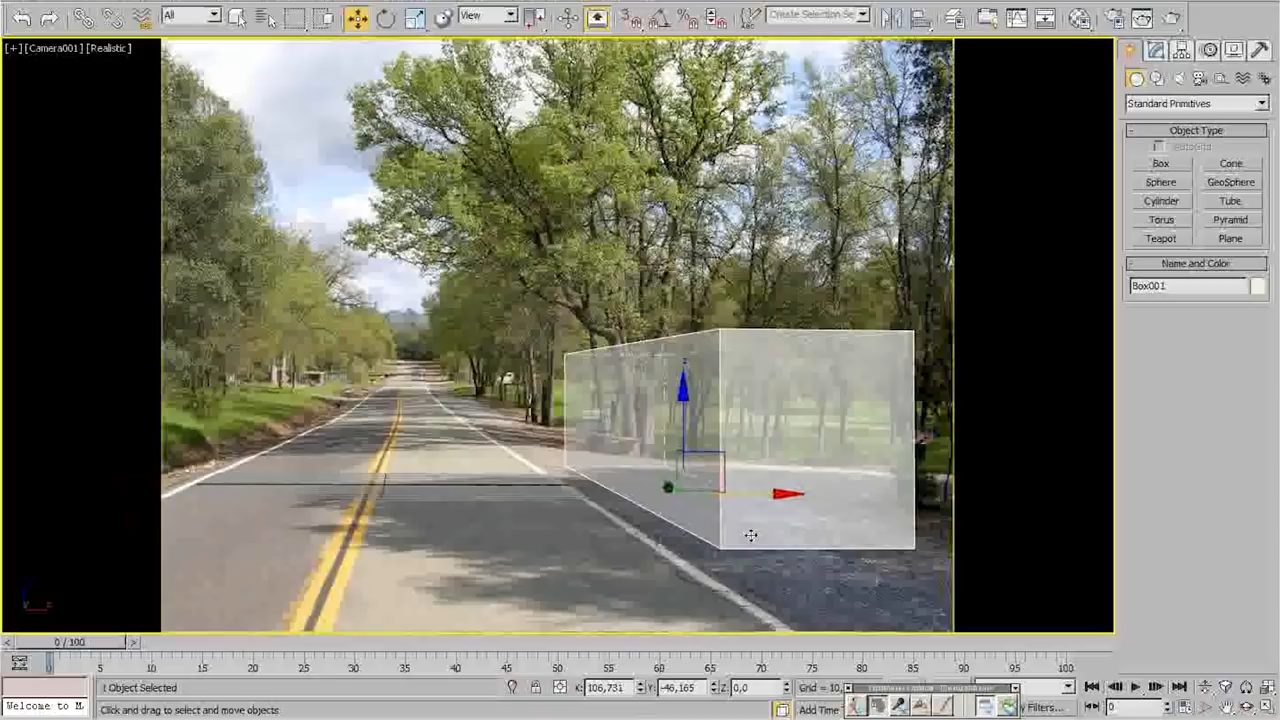 All
View
Create Selection Se
[+] [Camera001] [Realistic]
Standard Primitives
- Object Type
AutoGrid
Box Cone
Sphere GeoSphere
Cylinder Tube
Torus Pyramid
Teapot Plane
- Name and Color
Box001
< 0 / 100 >
5 10 15 20 25 30 35 40 45 50 55 60 65 70 75 80 85 90 95 100
1 Object Selected
X: 106,731 Y: -46,165 Z: 0,0
Grid = 10,
Welcome to M
Click and drag to select and move objects
Add Time
y Filters...
0